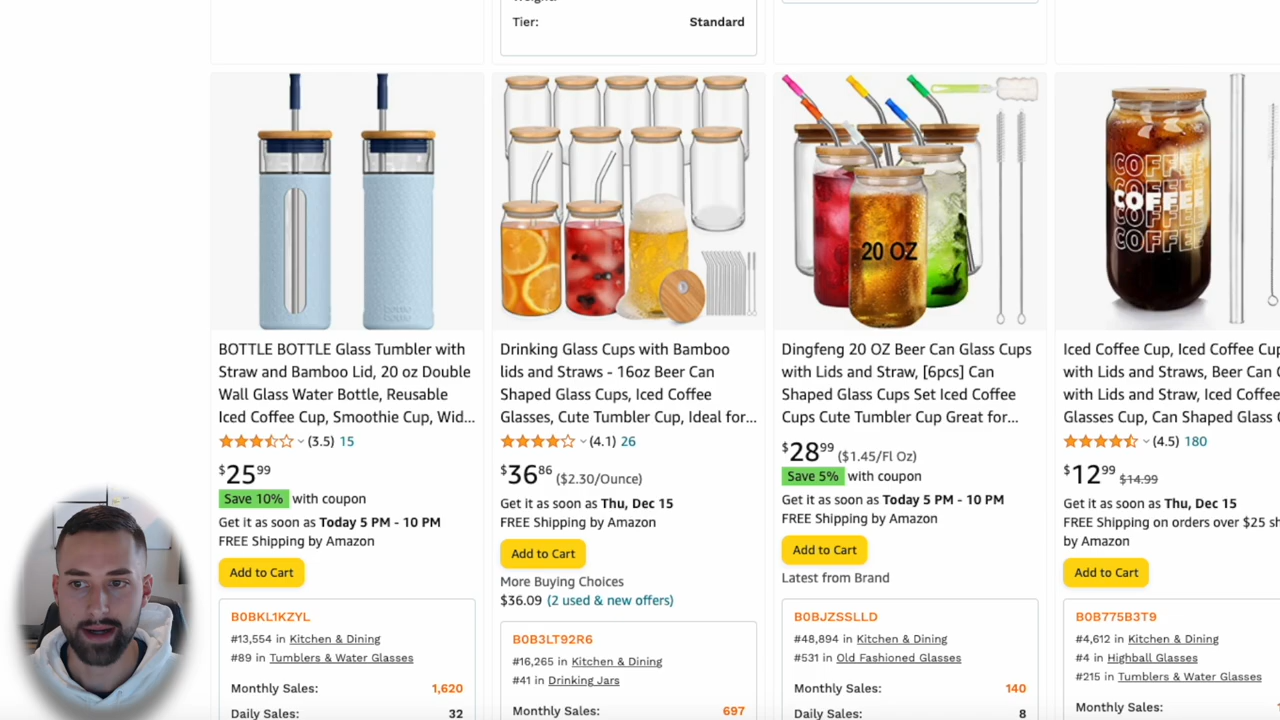 Tier: Standard
20 OZ
COFFEE
BOTTLE BOTTLE Glass Tumbler with
Straw and Bamboo Lid, 20 oz Double
Wall Glass Water Bottle, Reusable
Iced Coffee Cup, Smoothie Cup, Wid...
(3.5) 15
$25 99
Save 10% with coupon
Get it as soon as Today 5 PM - 10 PM
FREE Shipping by Amazon
Add to Cart
B0BKL1KZYL
#13,554 in Kitchen & Dining
#89 in Tumblers & Water Glasses
Monthly Sales: 1,620
Daily Sales: 32
Drinking Glass Cups with Bamboo
lids and Straws - 16oz Beer Can
Shaped Glass Cups, Iced Coffee
Glasses, Cute Tumbler Cup, Ideal for...
(4.1) 26
$36 86 ($2.30/Ounce)
Get it as soon as Thu, Dec 15
FREE Shipping by Amazon
Add to Cart
More Buying Choices
$36.09 (2 used & new offers)
B0B3LT92R6
#16,265 in Kitchen & Dining
#41 in Drinking Jars
Monthly Sales: 697
Dingfeng 20 OZ Beer Can Glass Cups
with Lids and Straw, [6pcs] Can
Shaped Glass Cups Set Iced Coffee
Cups Cute Tumbler Cup Great for...
$28 99 ($1.45/Fl Oz)
Save 5% with coupon
Get it as soon as Today 5 PM - 10 PM
FREE Shipping by Amazon
Add to Cart
Latest from Brand
B0BJZSSLLD
#48,894 in Kitchen & Dining
#531 in Old Fashioned Glasses
Monthly Sales: 140
Daily Sales: 8
Iced Coffee Cup, Iced Coffee Cup
with Lids and Straws, Beer Can
with Lid and Straw, Iced Coffee
Glasses Cup, Can Shaped Glass
(4.5) 180
$12 99 $14.99
Get it as soon as Thu, Dec 15
FREE Shipping on orders over $25
by Amazon
Add to Cart
B0B775B3T9
#4,612 in Kitchen & Dining
#4 in Highball Glasses
#215 in Tumblers & Water Glasses
Monthly Sales: